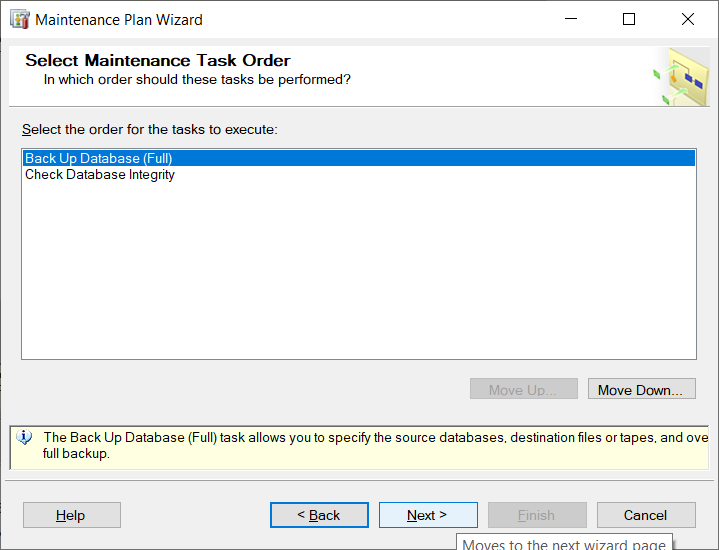 Maintenance Plan Wizard
Select Maintenance Task Order
In which order should these tasks be performed?
Select the order for the tasks to execute:
Back Up Database (Full)
Check Database Integrity
Move Up...
Move Down...
The Back Up Database (Full) task allows you to specify the source databases, destination files or tapes, and ove
full backup.
Help
< Back
Next >
Finish
Cancel
Moves to the next wizard page